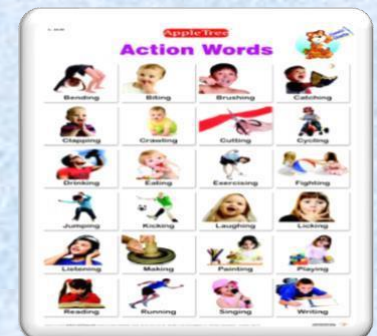 AppleTree
Action Words
Bending Biting Brushing Catching
Clapping Crawling Cutting Cycling
Drinking Eating Exercising Fighting
Jumping Kicking Laughing Licking
Listening Making Painting Playing
Reading Running Singing Writing